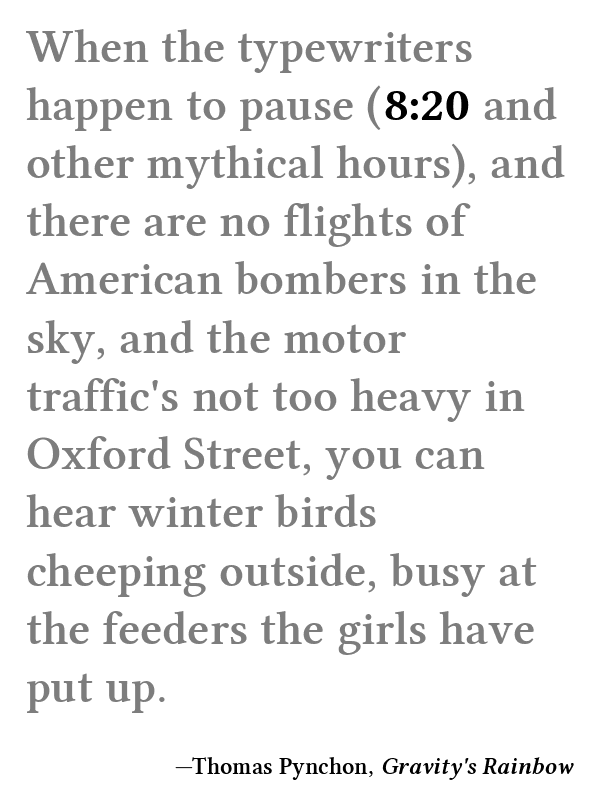 When the typewriters
happen to pause (8:20 and
other mythical hours), and
there are no flights of
American bombers in the
sky, and the motor
traffic's not too heavy in
Oxford Street, you can
hear winter birds
cheeping outside, busy at
the feeders the girls have
put up.
—Thomas Pynchon, Gravity's Rainbow